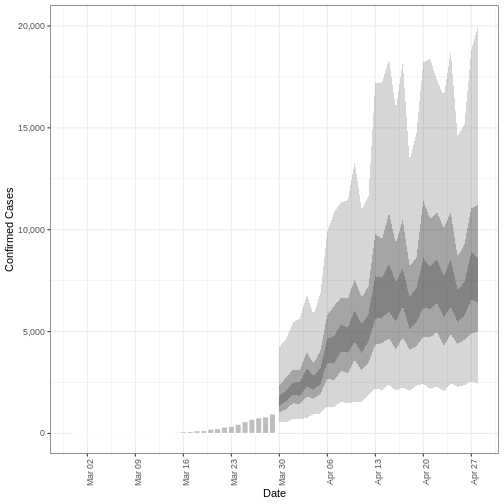 20,000
15,000
10,000
5,000
0
Confirmed Cases
Mar 02
Mar 09
Mar 16
Mar 23
Mar 30
Apr 06
Apr 13
Apr 20
Apr 27
Date